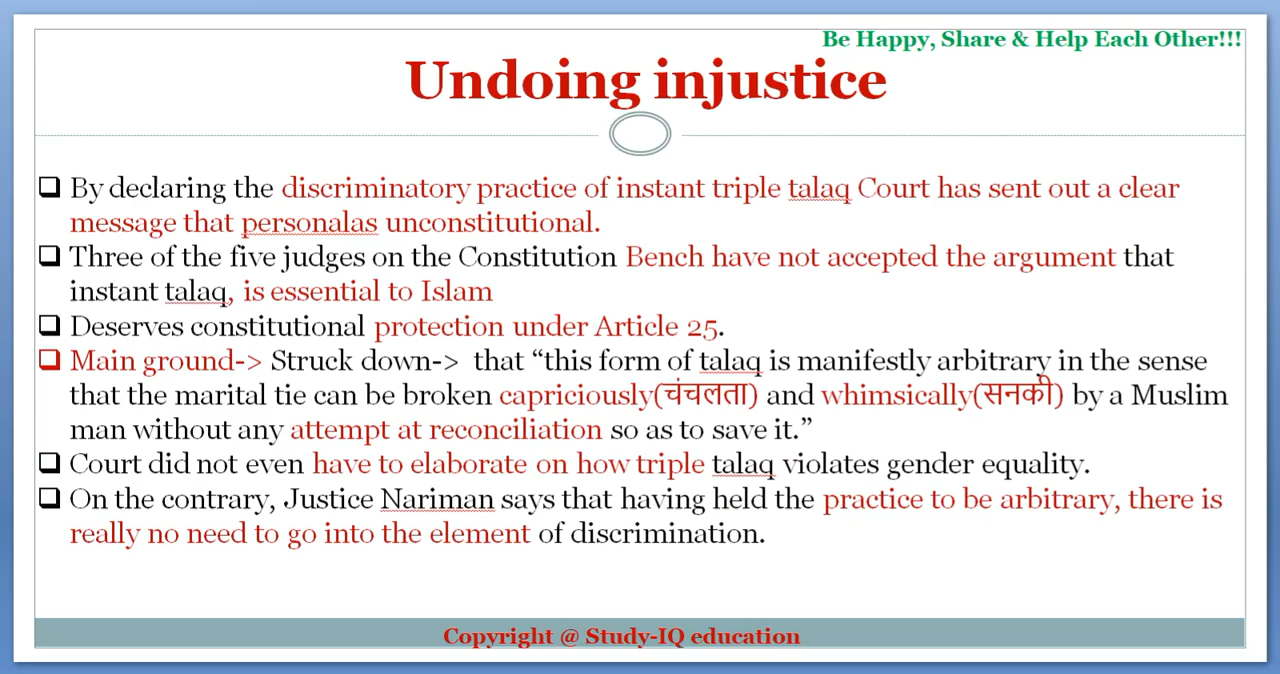 Be Happy, Share & Help Each Other!!!
Undoing injustice
❑ By declaring the discriminatory practice of instant triple talaq Court has sent out a clear
message that personalas unconstitutional.
❑ Three of the five judges on the Constitution Bench have not accepted the argument that
instant talaq, is essential to Islam
❑ Deserves constitutional protection under Article 25.
❑ Main ground-> Struck down-> that “this form of talaq is manifestly arbitrary in the sense
that the marital tie can be broken capriciously(चंचलता) and whimsically(सनकी) by a Muslim
man without any attempt at reconciliation so as to save it.”
❑ Court did not even have to elaborate on how triple talaq violates gender equality.
❑ On the contrary, Justice Nariman says that having held the practice to be arbitrary, there is
really no need to go into the element of discrimination.
Copyright @ Study-IQ education